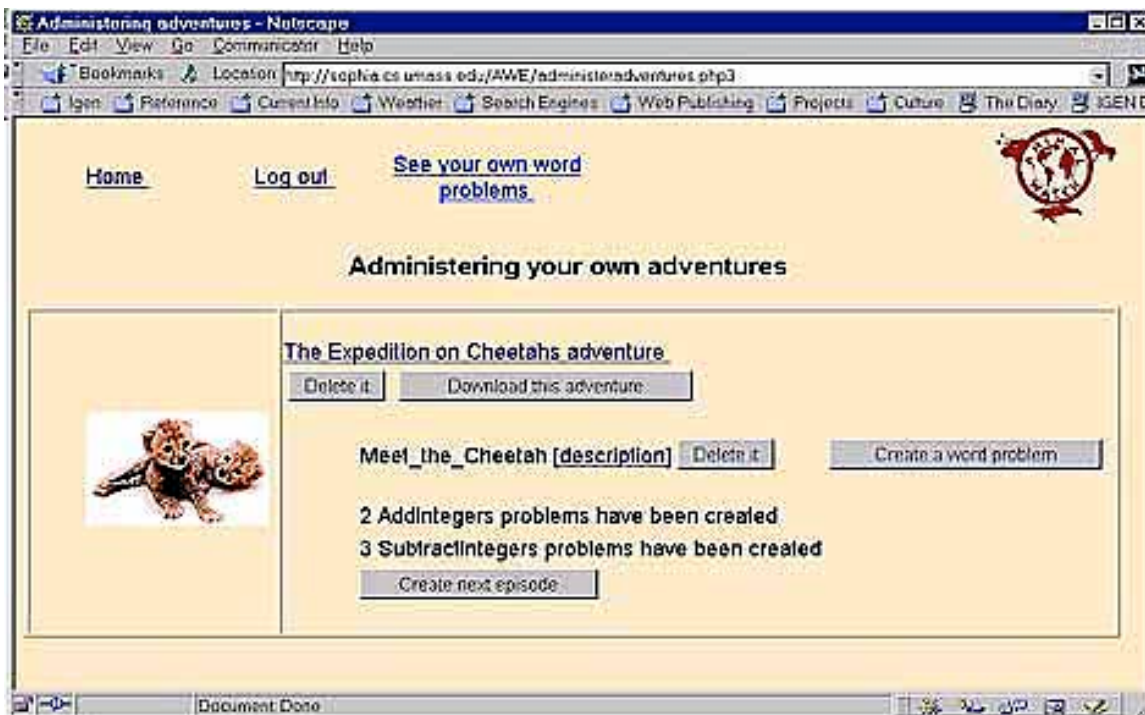 Administering adventures - Netscape
File Edit View Go Communicator Help
Bookmarks Location http://sophia.cs.umass.edu/AWE/administeradventures.php3
Igen Reference Current Info Weather Search Engines Web Publishing Projects Culture The Diary IGEN
Home Log out See your own word
problems
ANIMAL
WATCH
Administering your own adventures
The Expedition on Cheetahs adventure
Delete it Download this adventure
Meet_the_Cheetah [description] Delete it Create a word problem
2 AddIntegers problems have been created
3 SubtractIntegers problems have been created
Create next episode
Document Done